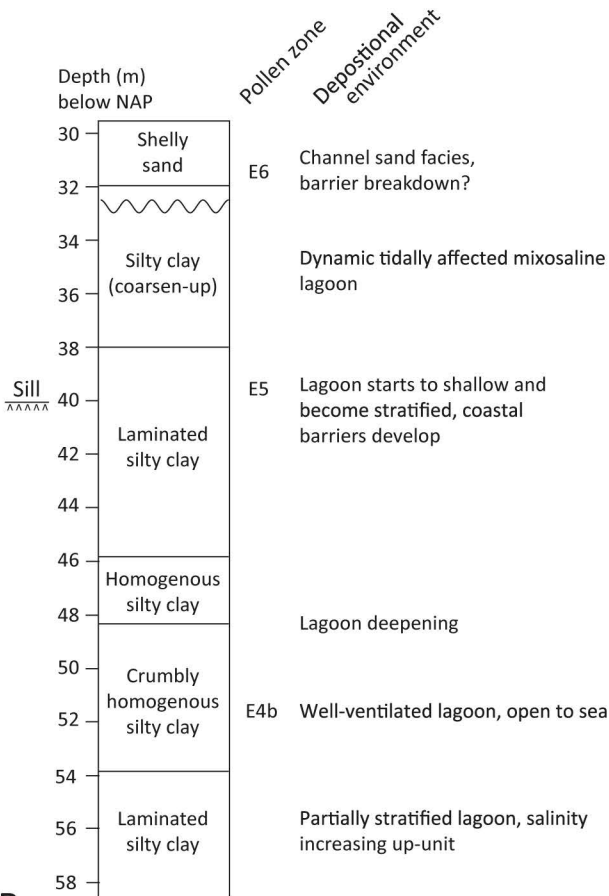 Pollen zone
Depostional
environment
Depth (m)
below NAP
30
Shelly
sand
E6
Channel sand facies,
barrier breakdown?
32
34
Silty clay
(coarsen-up)
Dynamic tidally affected mixosaline
lagoon
36
38
Sill
^^^^^
40
E5
Lagoon starts to shallow and
become stratified, coastal
barriers develop
Laminated
silty clay
42
44
46
Homogenous
silty clay
48
Lagoon deepening
50
Crumbly
homogenous
silty clay
52
E4b
Well-ventilated lagoon, open to sea
54
56
Laminated
silty clay
Partially stratified lagoon, salinity
increasing up-unit
58